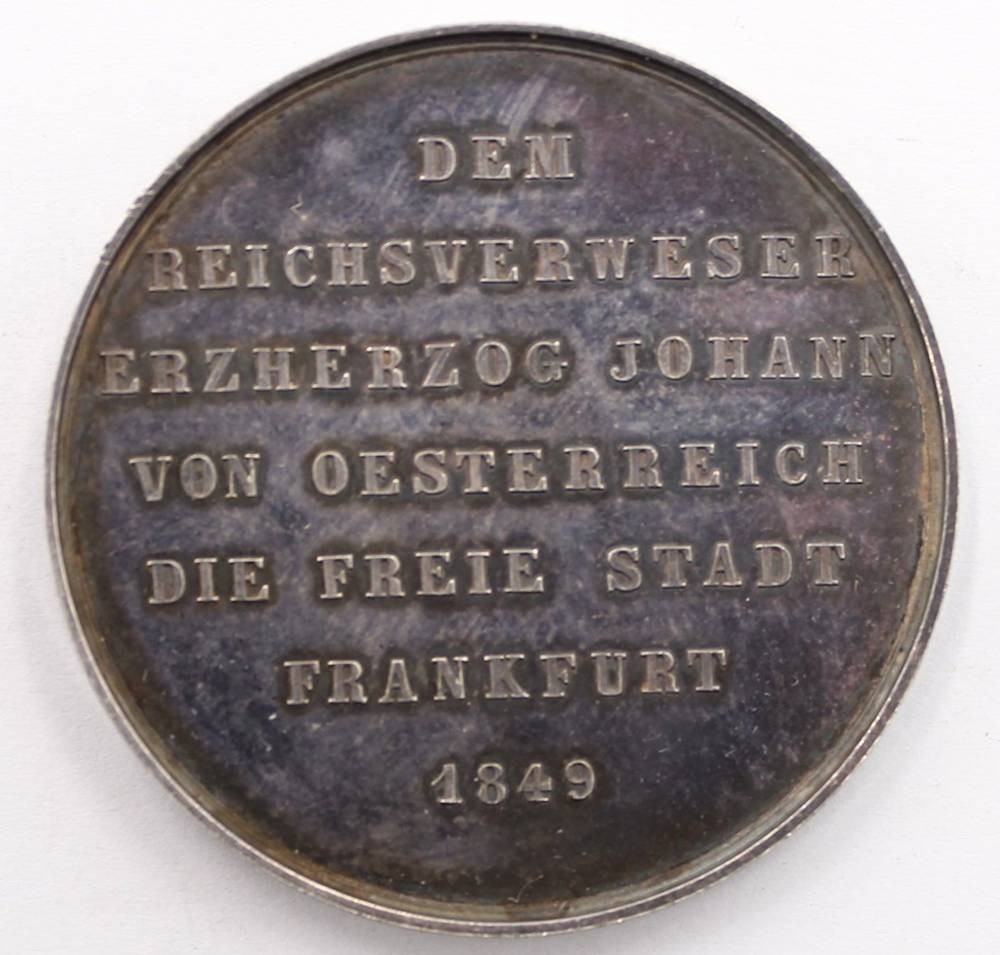 DEM
REICHSVERWESER
ERZHERZOG JOHANN
VON OESTERREICH
DIE FREIE STADT
FRANKFURT
1849